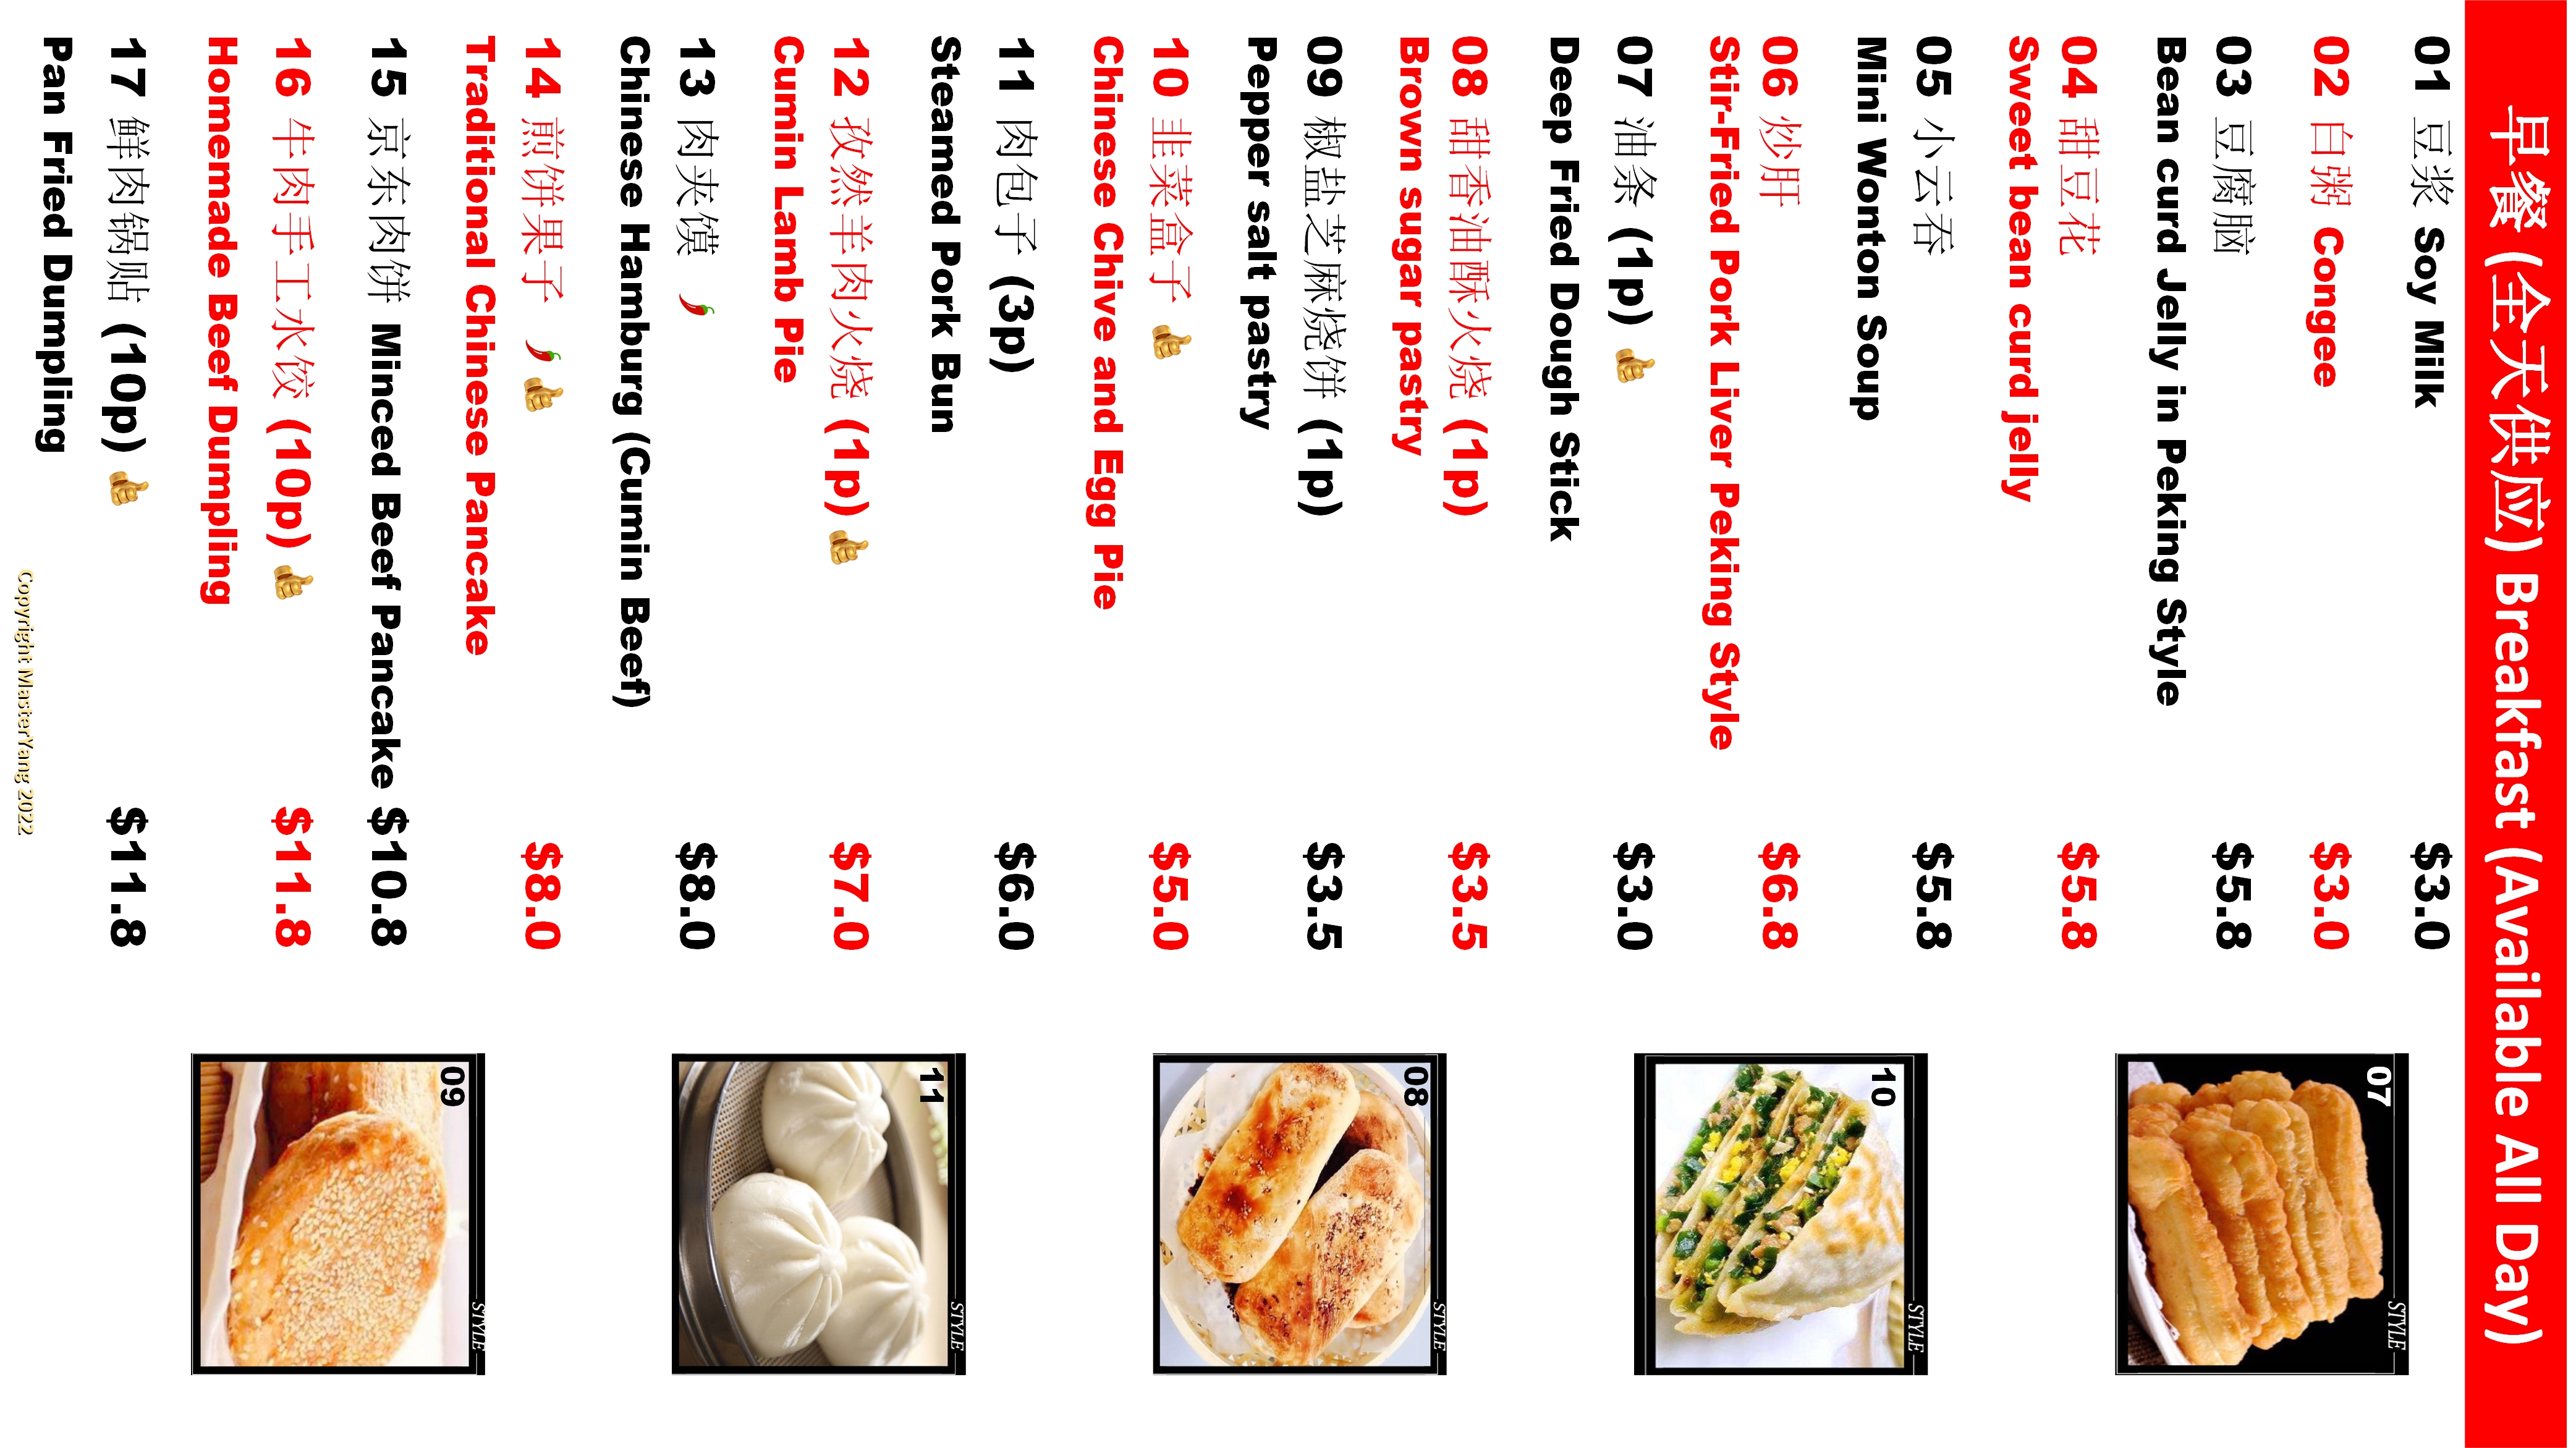 早餐 (全天供应) Breakfast (Available All Day)
01 豆浆 Soy Milk $3.0
02 白粥 Congee $3.0
03 豆腐脑 $5.8
Bean curd Jelly in Peking Style
04 甜豆花 $5.8
Sweet bean curd jelly
05 小云吞 $5.8
Mini Wonton Soup
06 炒肝 $6.8
Stir-Fried Pork Liver Peking Style
07 油条 (1p) 👍 $3.0
Deep Fried Dough Stick
08 甜香油酥火烧 (1p) $3.5
Brown sugar pastry
09 椒盐芝麻烧饼 (1p) $3.5
Pepper salt pastry
10 韭菜盒子 👍 $5.0
Chinese Chive and Egg Pie
11 肉包子 (3p) $6.0
Steamed Pork Bun
12 孜然羊肉火烧 (1p) 👍 $7.0
Cumin Lamb Pie
13 肉夹馍 🌶 $8.0
Chinese Hamburg (Cumin Beef)
14 煎饼果子 🌶👍 $8.0
Traditional Chinese Pancake
15 京东肉饼 Minced Beef Pancake $10.8
16 牛肉手工水饺 (10p) 👍 $11.8
Homemade Beef Dumpling
17 鲜肉锅贴 (10p) 👍 $11.8
Pan Fried Dumpling
Copyright MasterYang 2022
07
STYLE
10
STYLE
08
STYLE
11
STYLE
09
STYLE